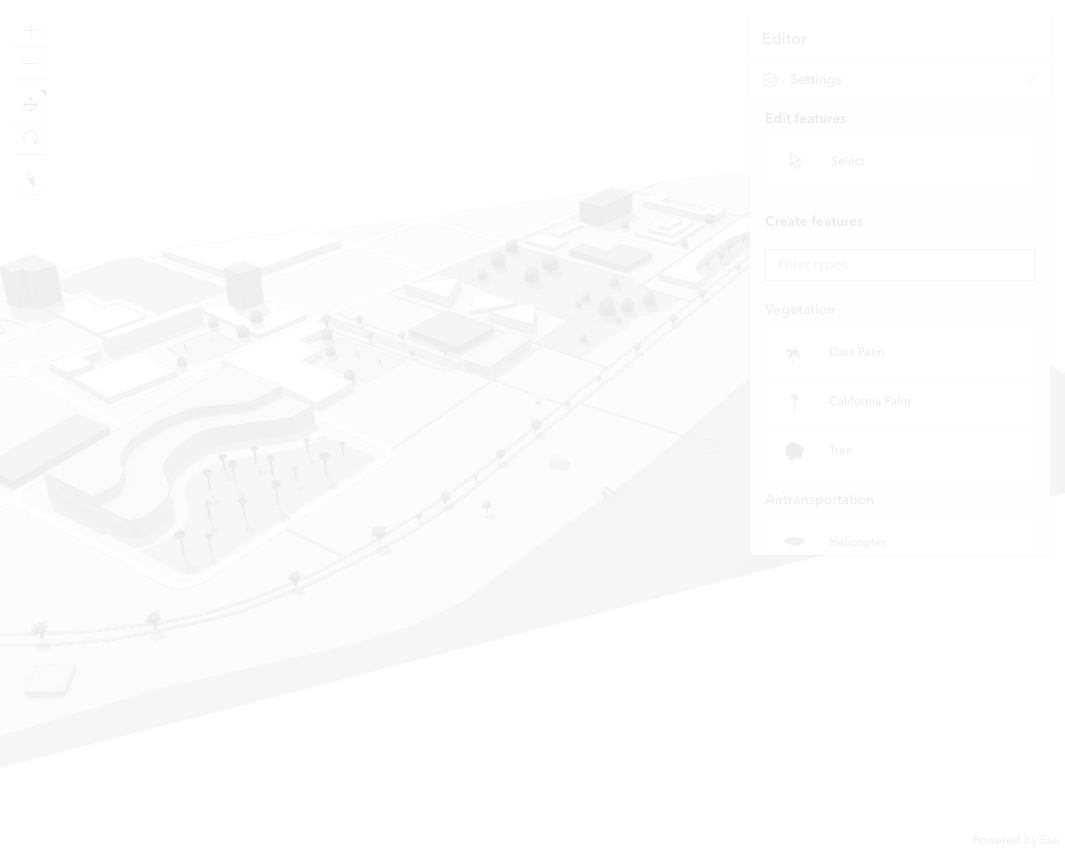 Editor
Settings
Edit features
Select
Create features
Filter types
Vegetation
Date Palm
California Palm
Tree
Airtransportation
Helicopter
Powered by Esri